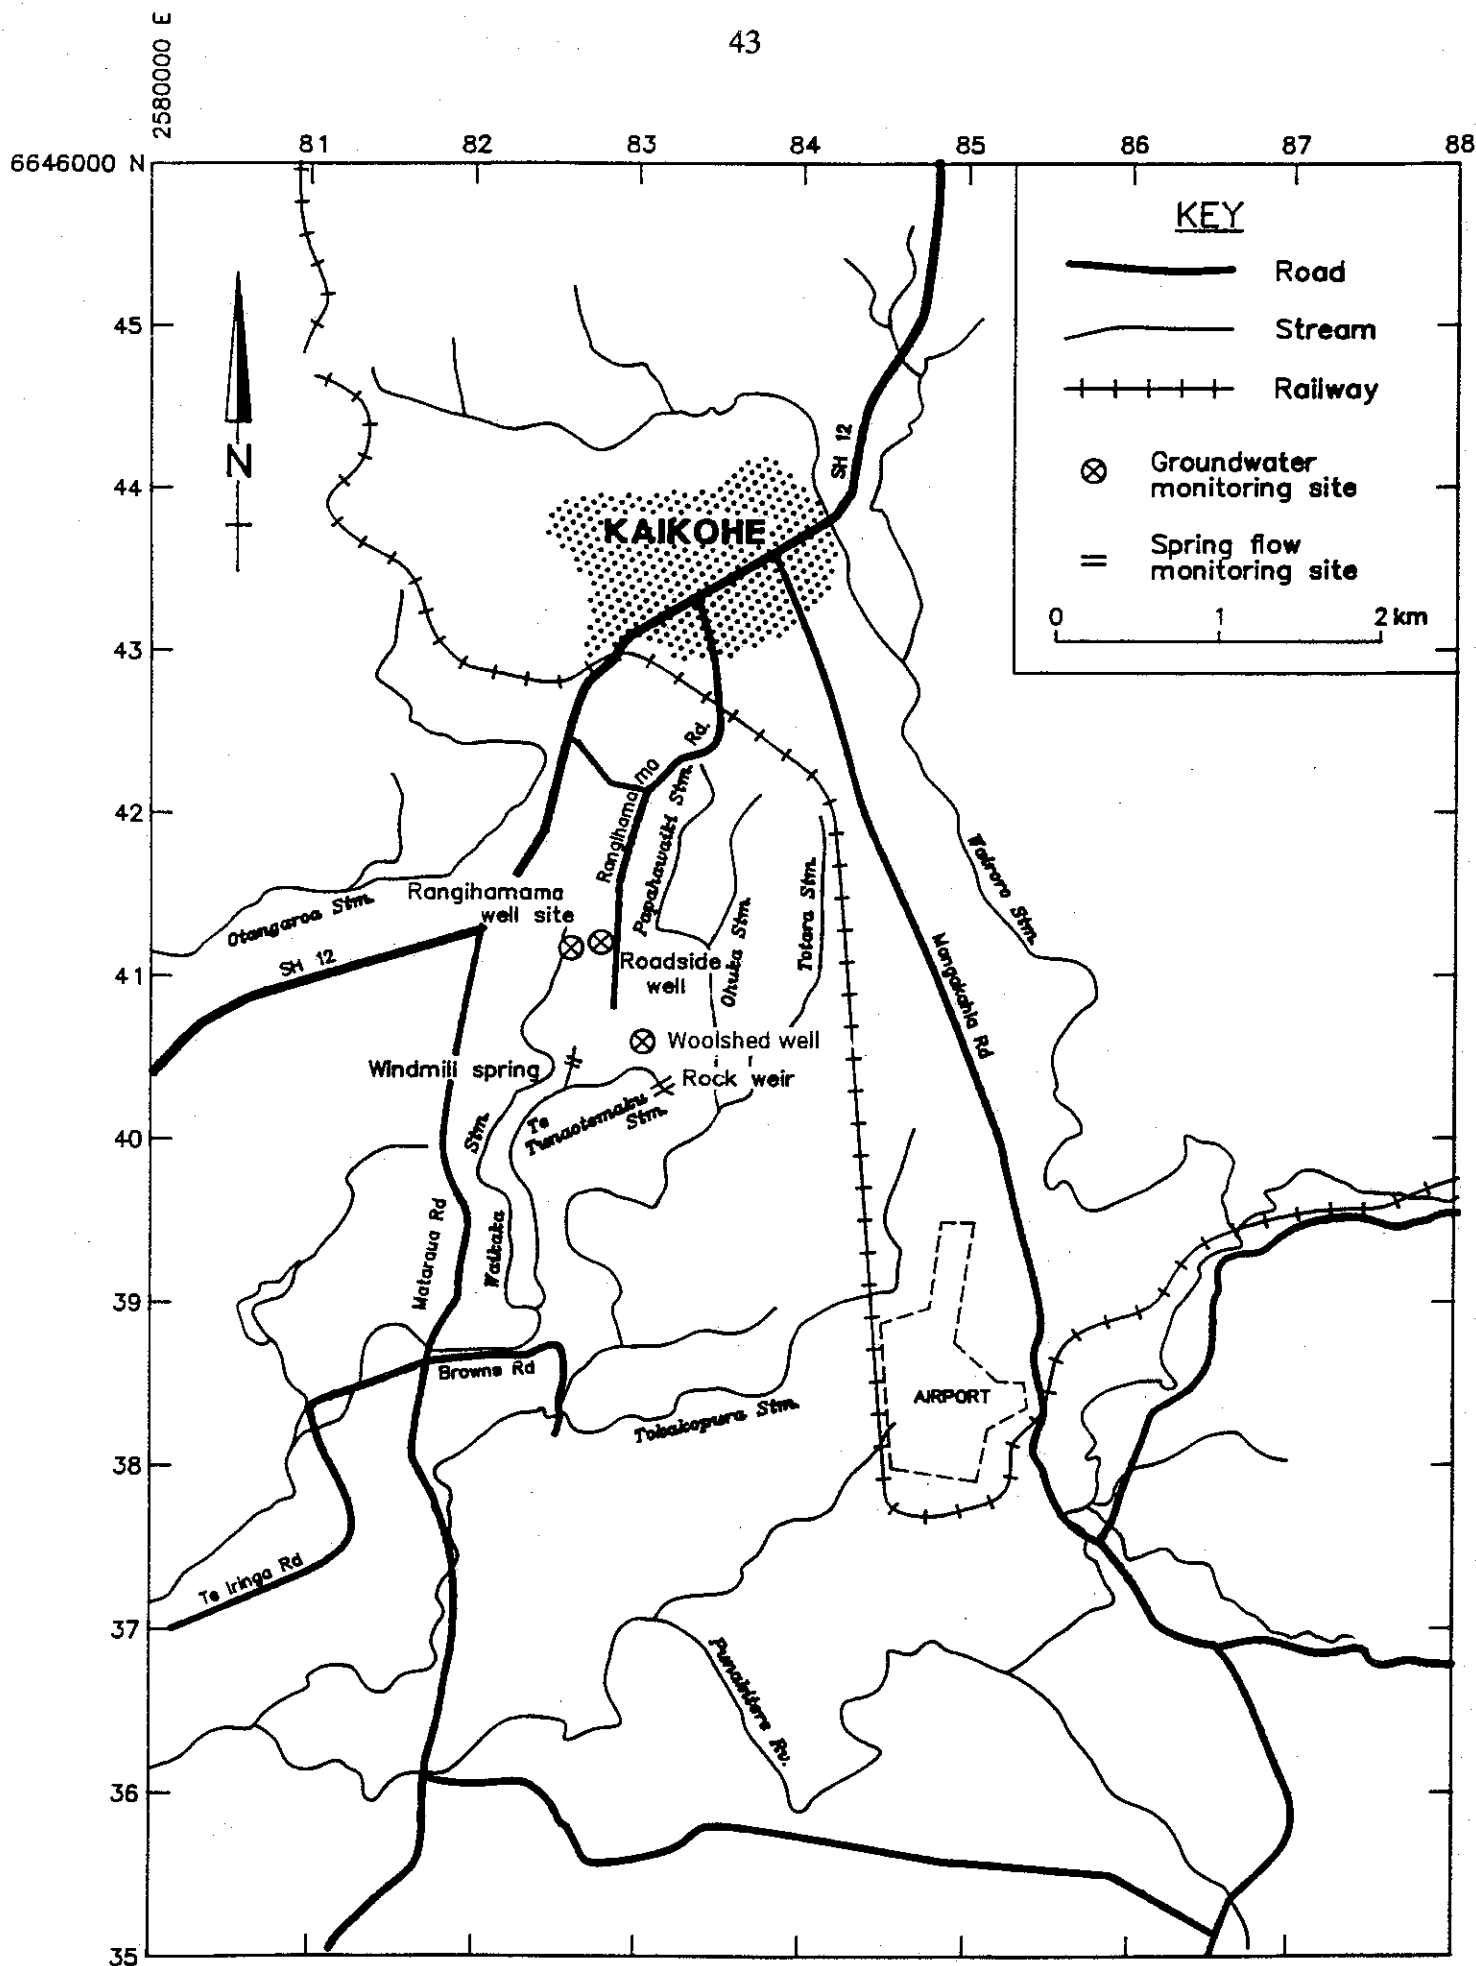 43
2580000 E
81 82 83 84 85 86 87 88
6646000 N
KEY
Road
Stream
Railway
Groundwater
monitoring site
Spring flow
monitoring site
0 1 2 km
45
N
SH 12
44
KAIKOHE
43
Rangihamama Rd.
42
Papahawaiki Stm.
Wairoro Stm.
Rangihamama
well site
Otangaroa Stm.
SH 12
Totara Stm.
Ohuka Stm.
Mangakahia Rd
41
Roadside
well
Woolshed well
Windmill spring
Rock weir
Te
Tunaotemaku
Stm.
40
Waikaka Stm.
Mataraua Rd
39
Browns Rd
AIRPORT
Tokakopura Stm.
38
Te Iringa Rd
37
Punakitere Rv.
36
35